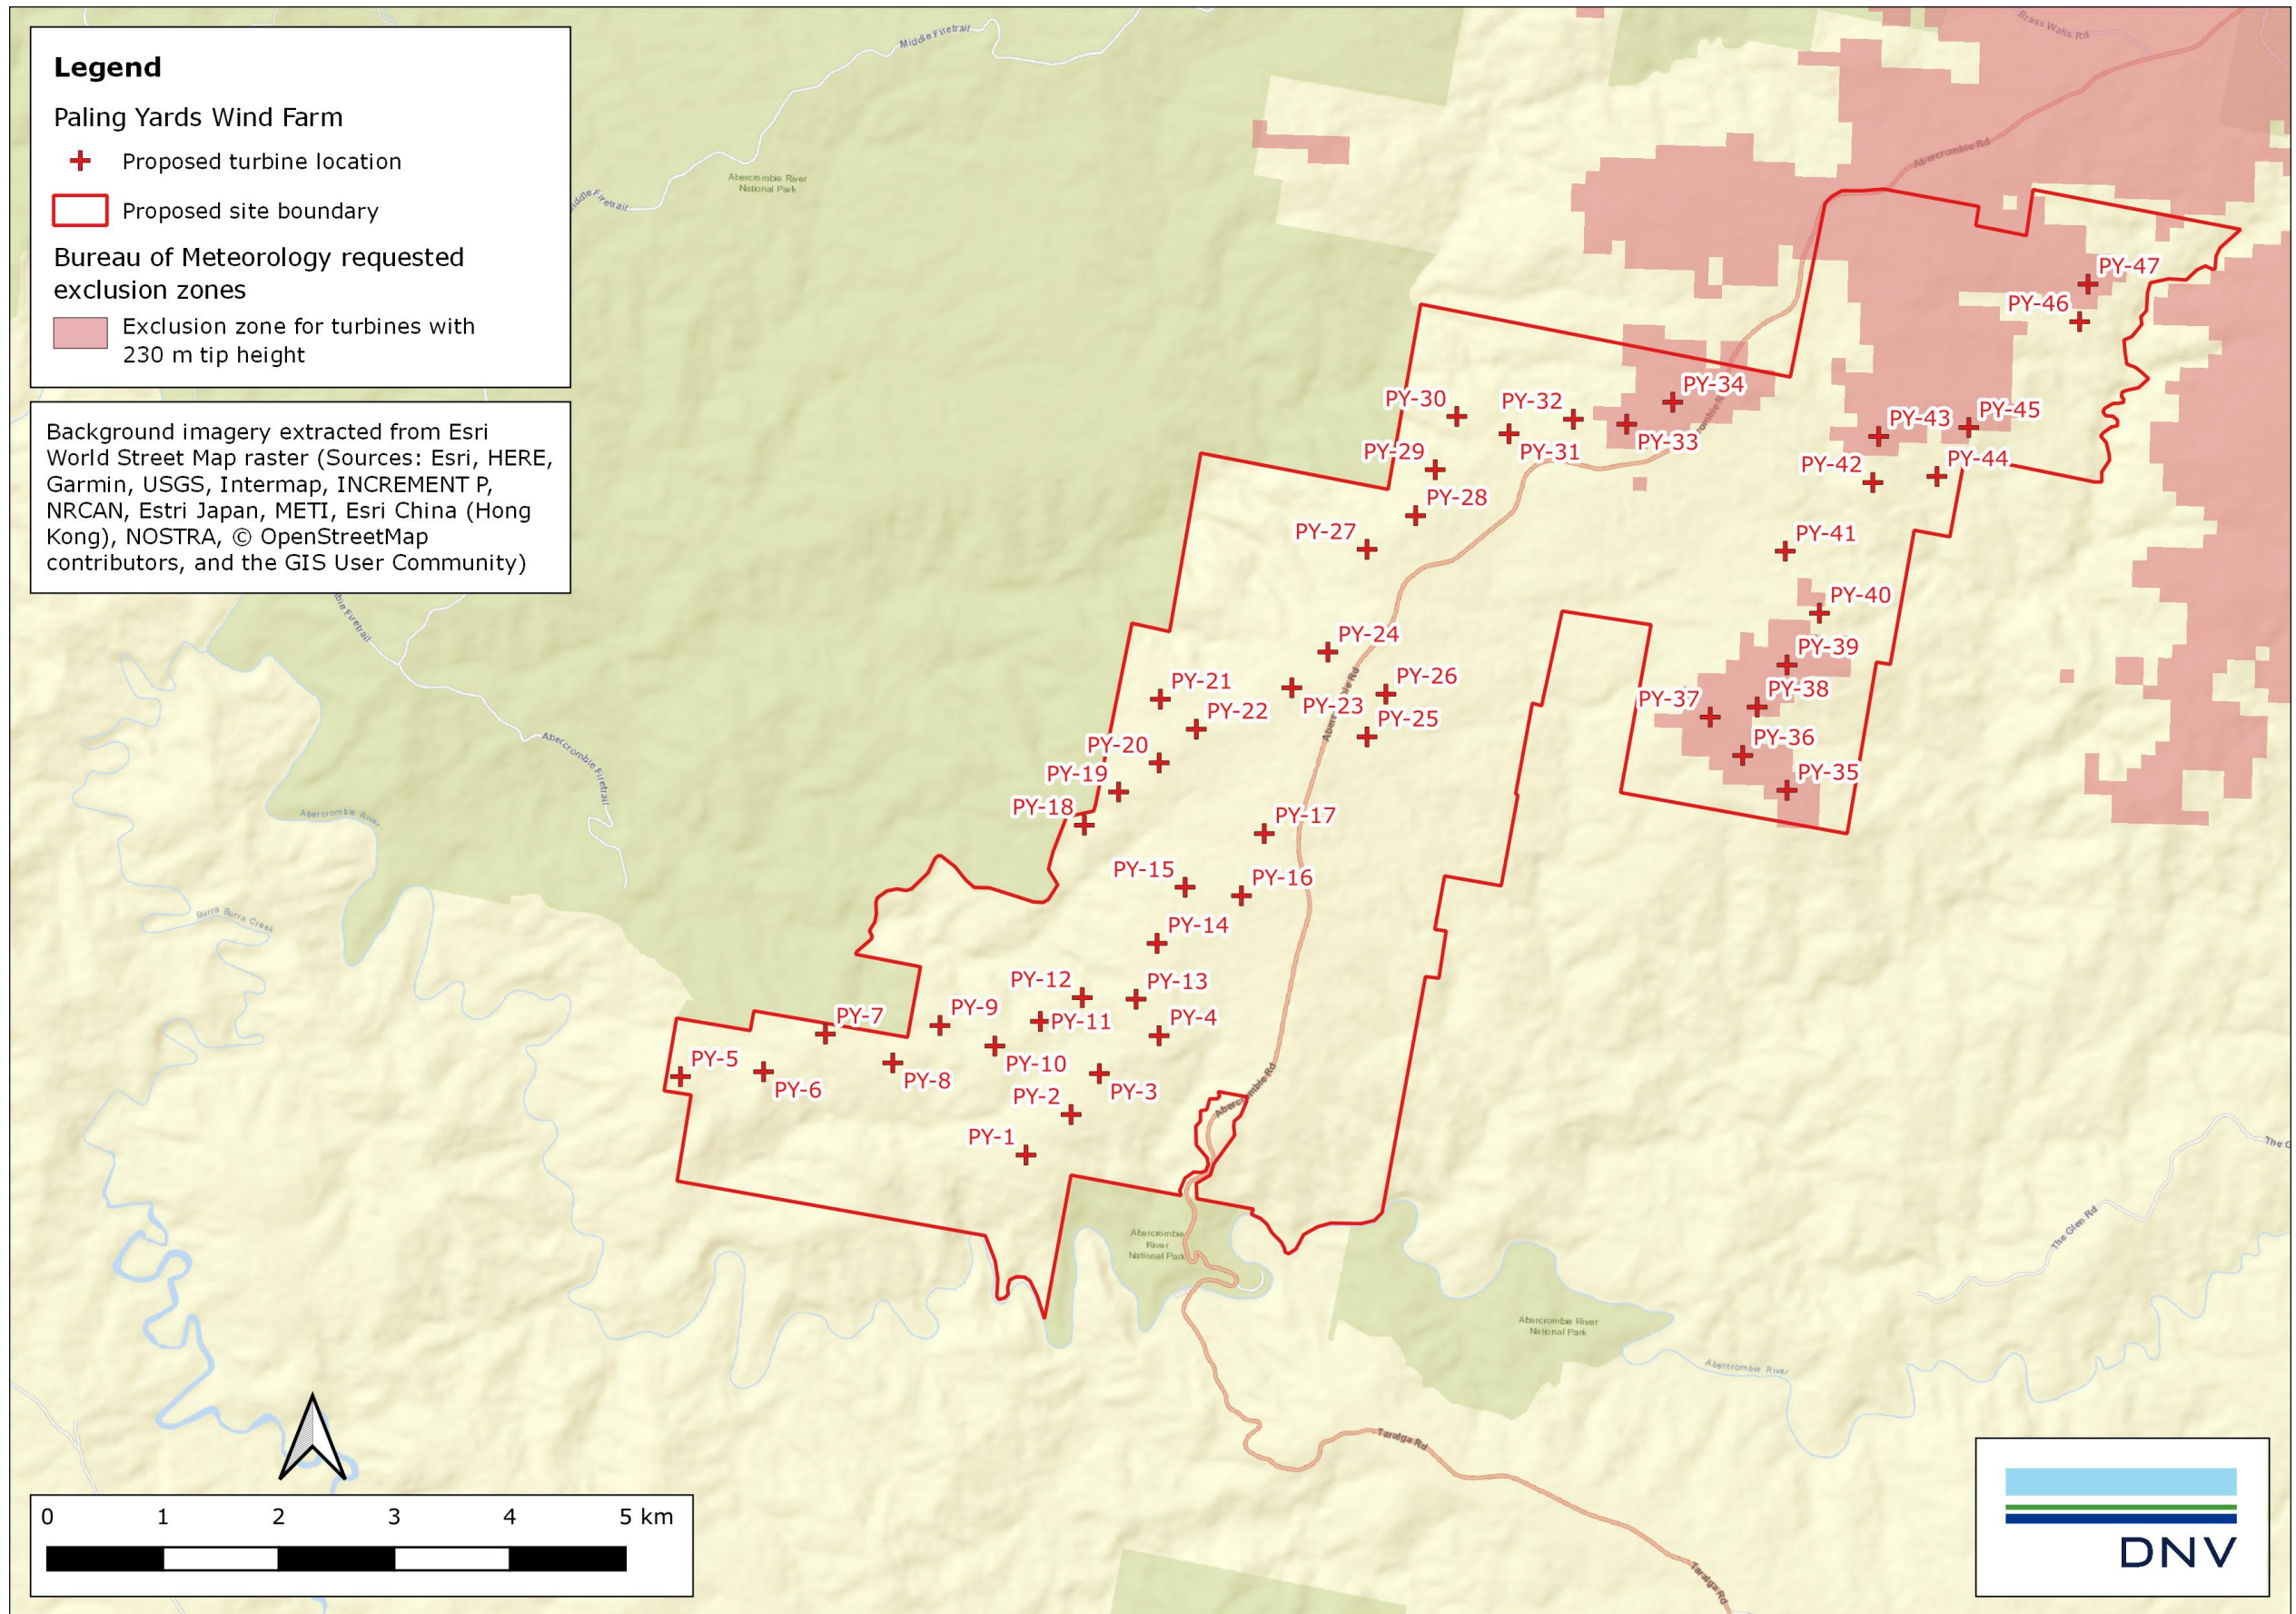 Legend
Paling Yards Wind Farm
Proposed turbine location
Proposed site boundary
Bureau of Meteorology requested
exclusion zones
Exclusion zone for turbines with
230 m tip height
Background imagery extracted from Esri
World Street Map raster (Sources: Esri, HERE,
Garmin, USGS, Intermap, INCREMENT P,
NRCAN, Estri Japan, METI, Esri China (Hong
Kong), NOSTRA, © OpenStreetMap
contributors, and the GIS User Community)
Middle Firetrail
Brass Walls Rd
Abercrombie Rd
Abercrombie River
National Park
Middle Firetrail
PY-47
PY-46
PY-34
PY-30
PY-32
PY-33
PY-43
PY-45
PY-31
PY-29
PY-42
PY-44
PY-28
PY-27
PY-41
PY-40
PY-24
PY-39
PY-26
PY-21
PY-38
PY-37
PY-23
PY-22
PY-25
PY-36
PY-20
PY-19
PY-35
PY-18
PY-17
Abercrombie Firetrail
Abercrombie River
PY-15
PY-16
Burra Burra Creek
PY-14
PY-12
PY-13
PY-9
PY-7
PY-11
PY-4
PY-5
PY-10
PY-8
PY-6
PY-3
PY-2
PY-1
Abercrombie Rd
Abercrombie
River
National Park
The Glen Rd
Abercrombie River
National Park
Abercrombie River
Taralga Rd
Taralga Rd
0 1 2 3 4 5 km
DNV